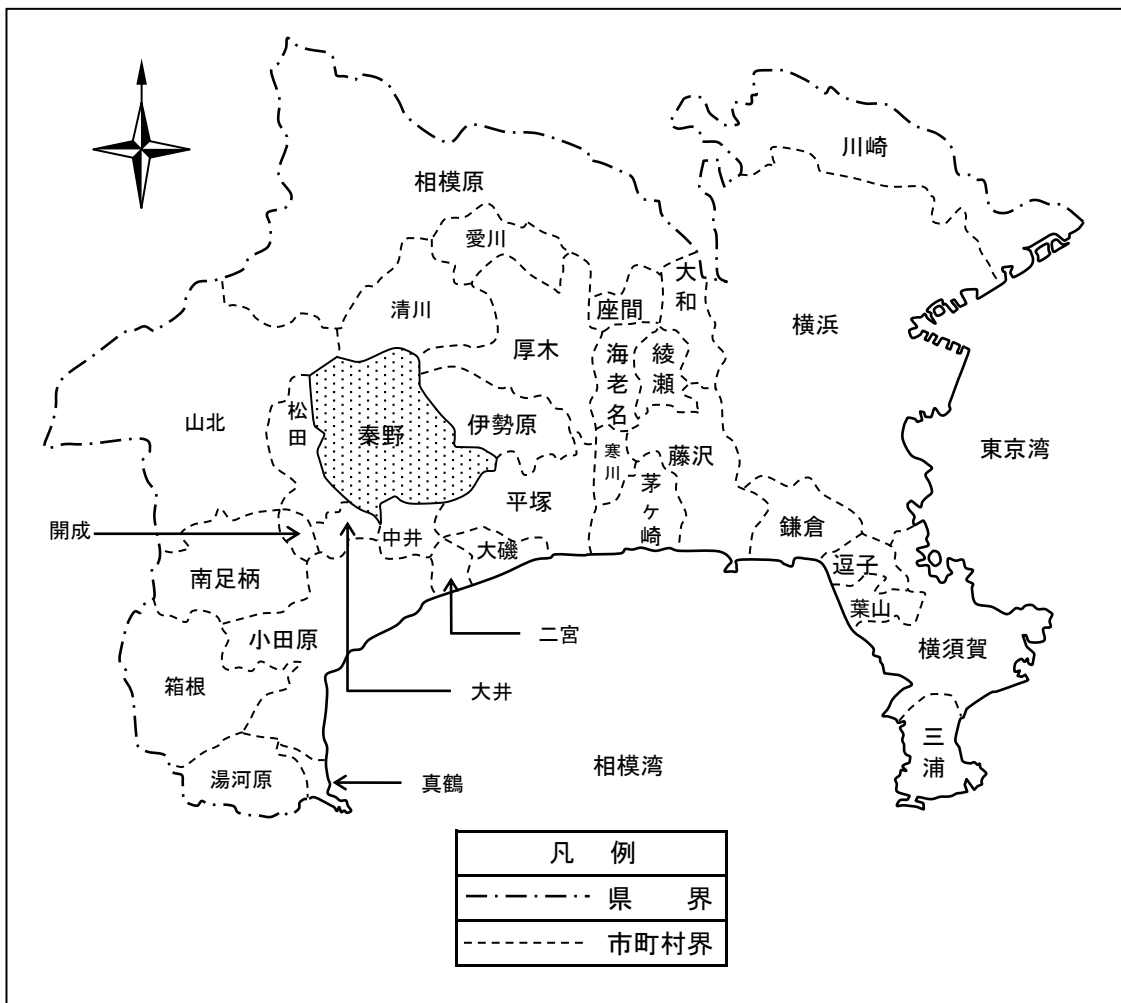 川崎
相模原
愛川
大和
清川
座間
横浜
厚木
海老名
綾瀬
松田
山北
秦野
伊勢原
寒川
藤沢
東京湾
茅ヶ崎
平塚
開成
中井
大磯
鎌倉
逗子
南足柄
葉山
二宮
小田原
横須賀
箱根
大井
三浦
湯河原
真鶴
相模湾
凡 例
県 界
市町村界